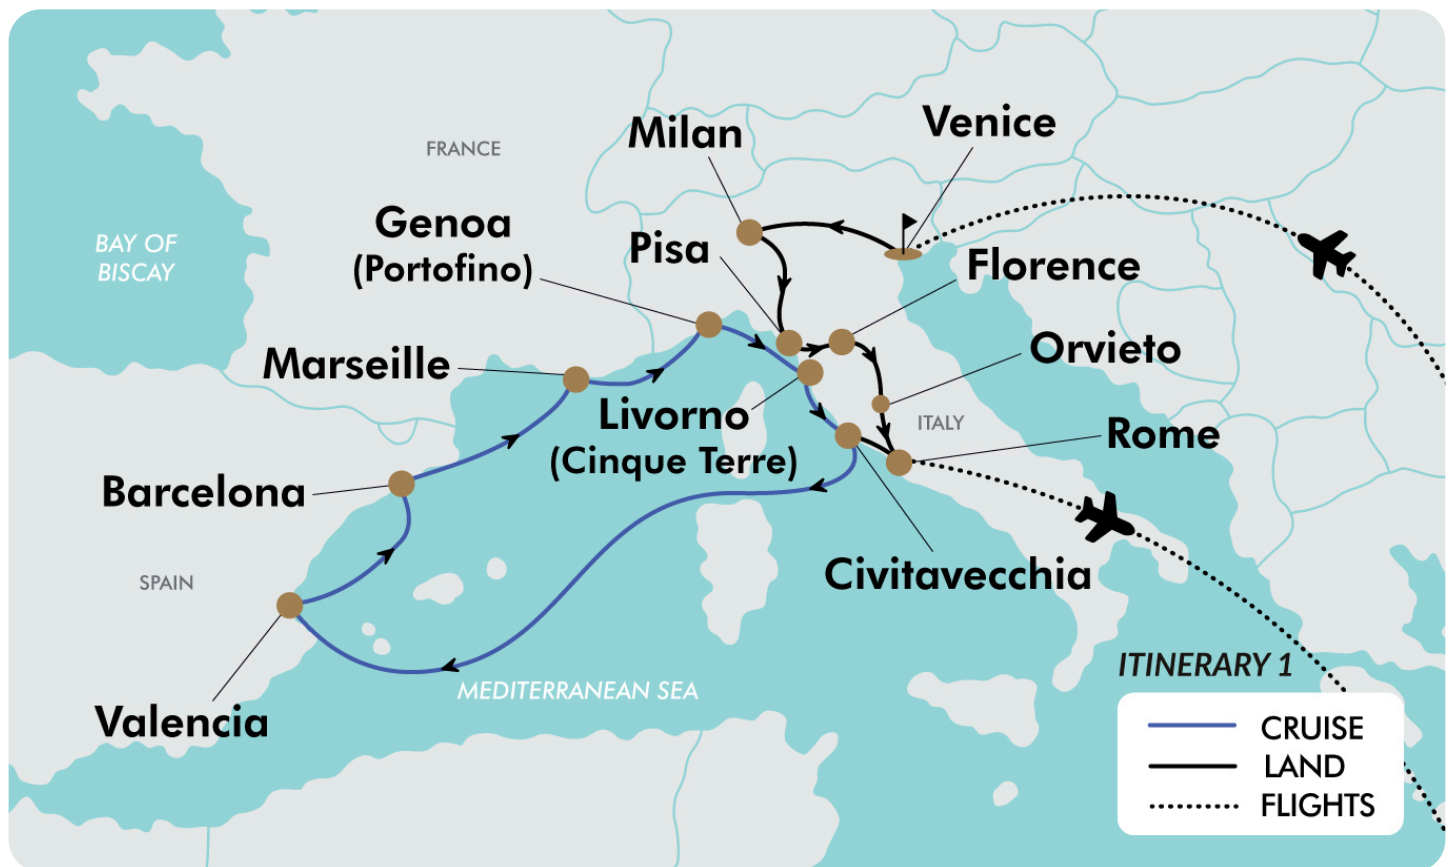 Venice
Milan
FRANCE
Genoa
(Portofino)
Pisa
BAY OF
BISCAY
Florence
Orvieto
Marseille
Livorno
(Cinque Terre)
ITALY
Rome
Barcelona
SPAIN
Civitavecchia
MEDITERRANEAN SEA
Valencia
ITINERARY 1
CRUISE
LAND
FLIGHTS